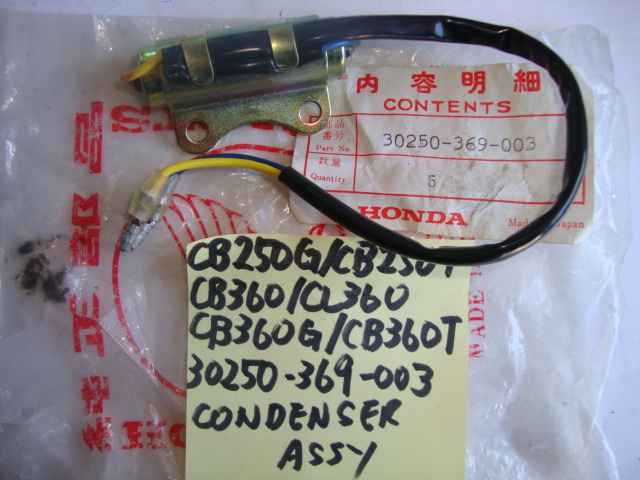 内容明細
CONTENTS
番号
Part No.
30250-369-003
数量
Quantity
5
HONDA
Made in Japan
CB250G/CB250T
CB360/CL360
CB360G/CB360T
30250-369-003
CONDENSER
ASSY
MADE